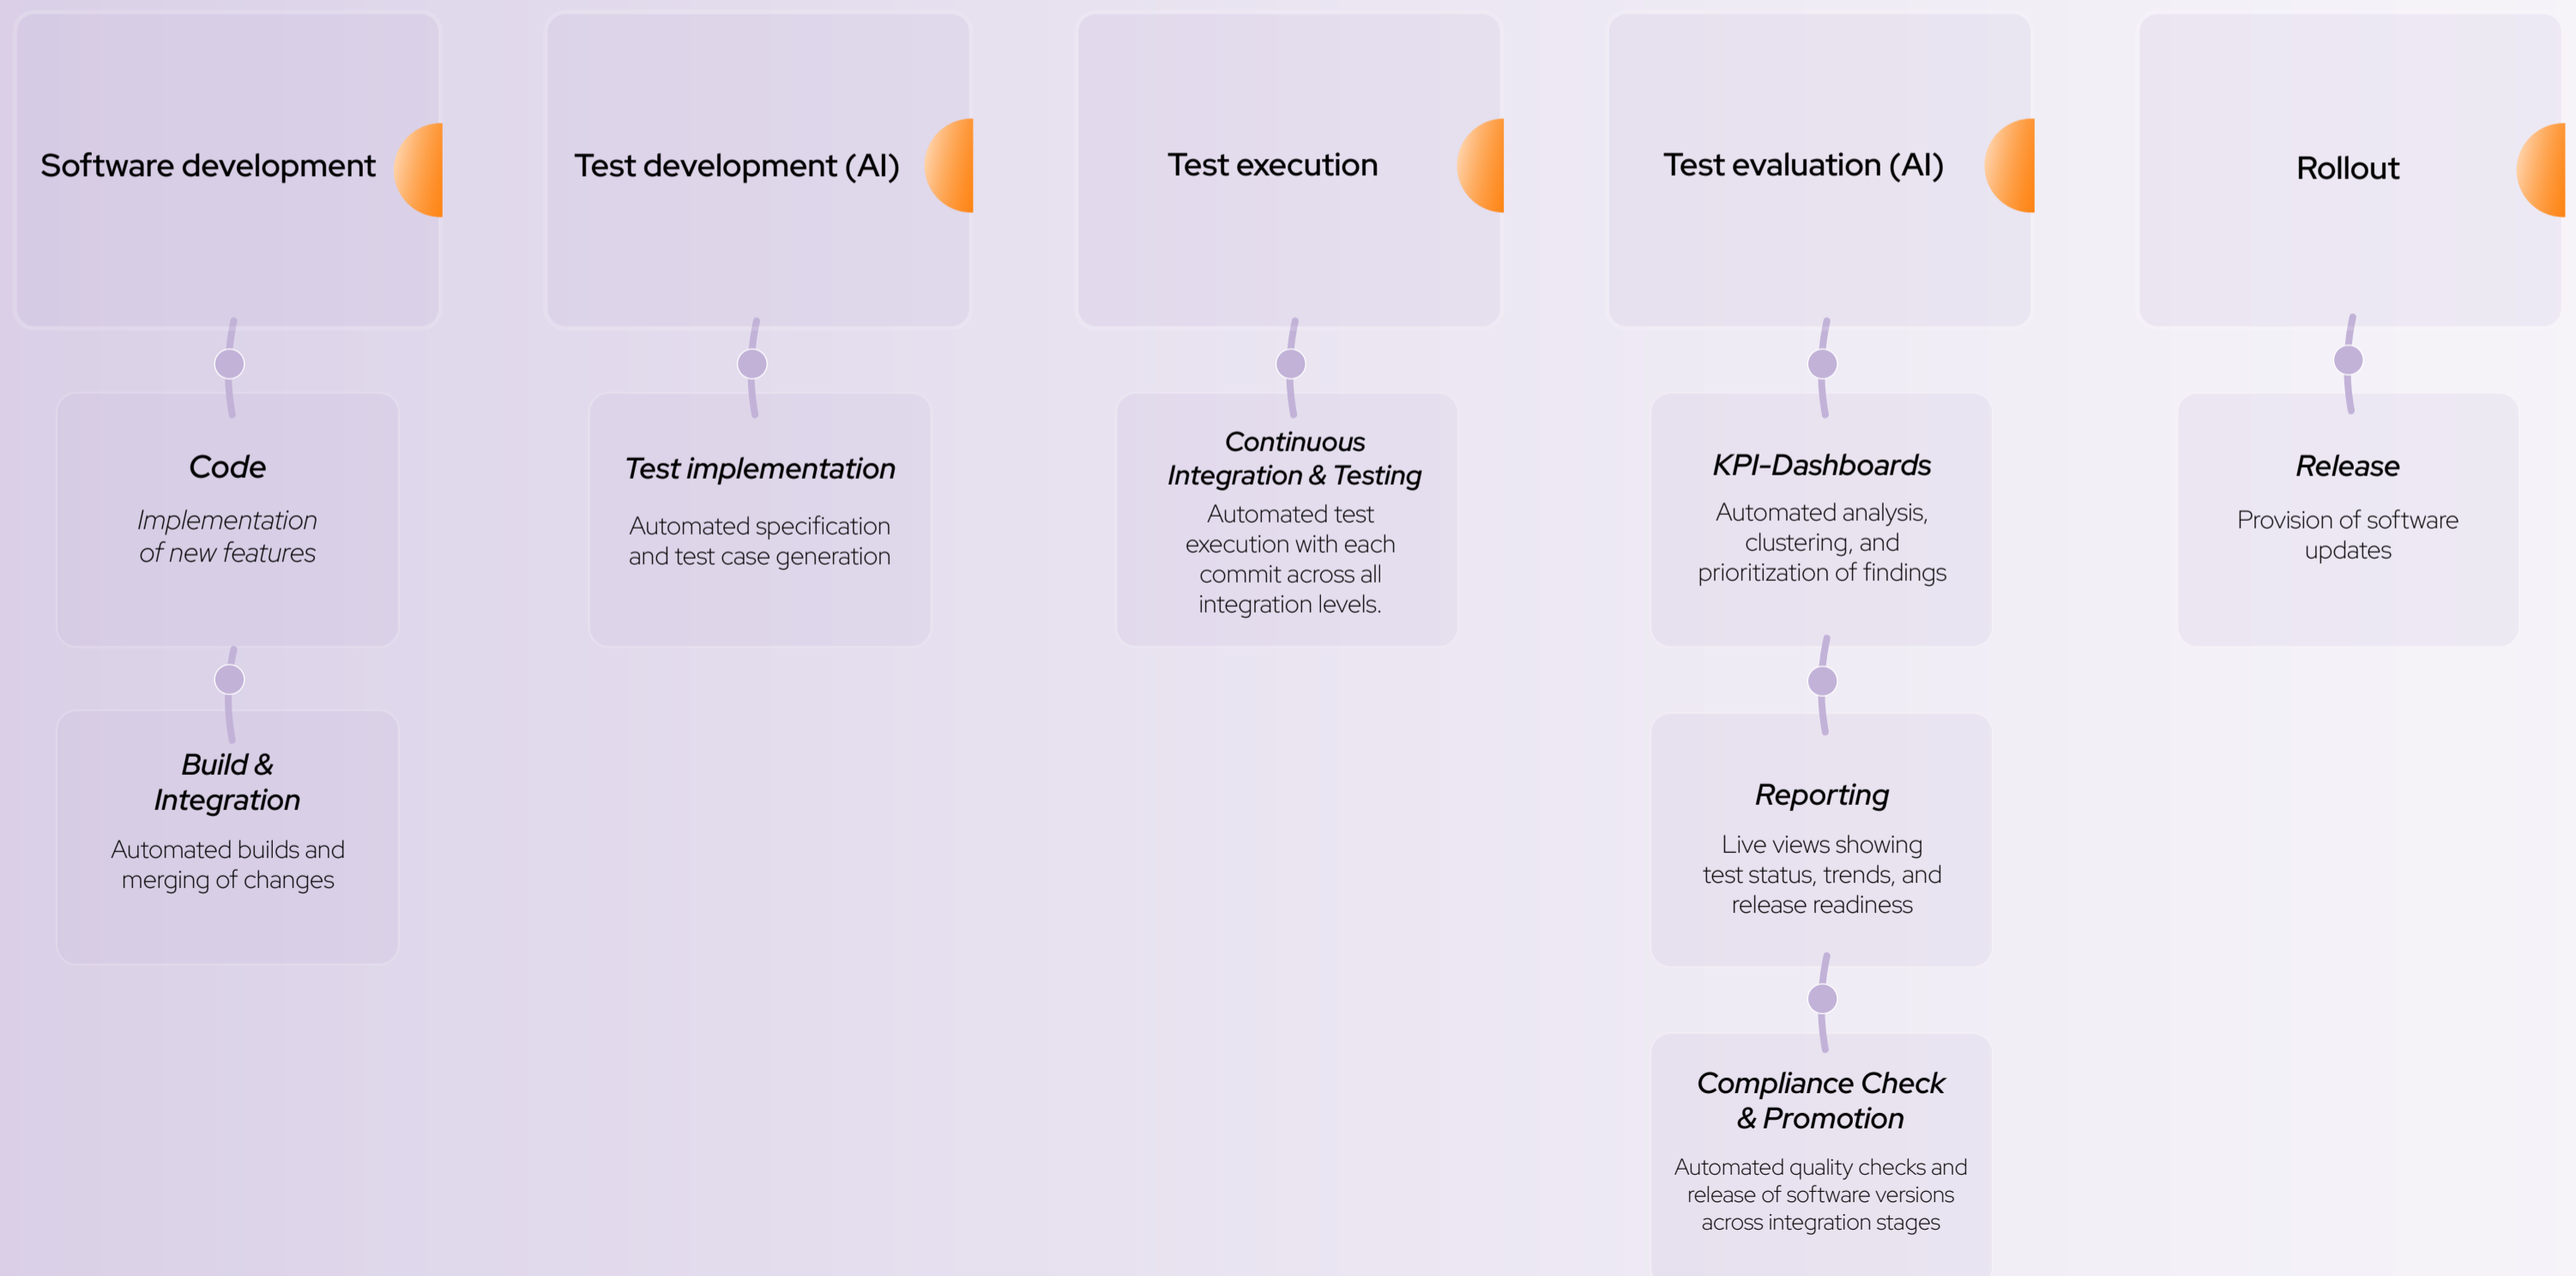 Software development
Test development (AI)
Test execution
Test evaluation (AI)
Rollout
Code
Implementation
of new features
Build &
Integration
Automated builds and
merging of changes
Test implementation
Automated specification
and test case generation
Continuous
Integration & Testing
Automated test
execution with each
commit across all
integration levels.
KPI-Dashboards
Automated analysis,
clustering, and
prioritization of findings
Reporting
Live views showing
test status, trends, and
release readiness
Compliance Check
& Promotion
Automated quality checks and
release of software versions
across integration stages
Release
Provision of software
updates